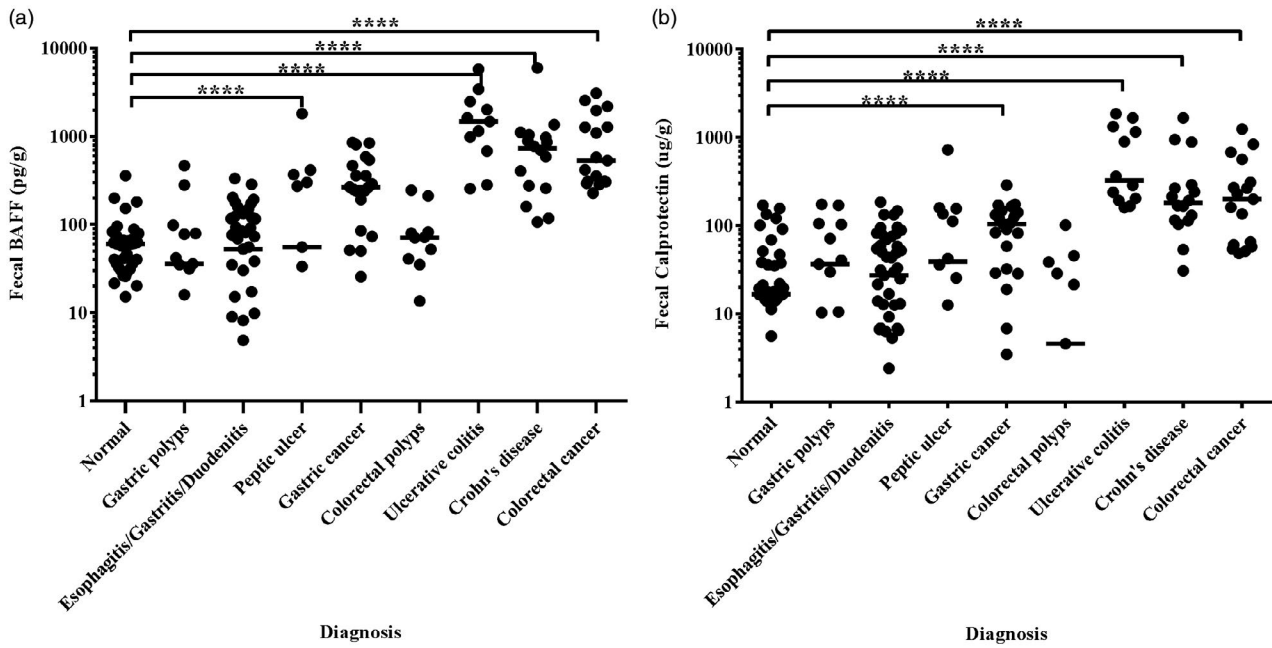 (a)
****
****
****
****
10000
1000
100
10
1
Fecal BAFF (pg/g)
Normal
Gastric polyps
Esophagitis/Gastritis/Duodenitis
Peptic ulcer
Gastric cancer
Colorectal polyps
Ulcerative colitis
Crohn's disease
Colorectal cancer
Diagnosis
(b)
****
****
****
****
10000
1000
100
10
1
Fecal Calprotectin (ug/g)
Normal
Gastric polyps
Esophagitis/Gastritis/Duodenitis
Peptic ulcer
Gastric cancer
Colorectal polyps
Ulcerative colitis
Crohn's disease
Colorectal cancer
Diagnosis